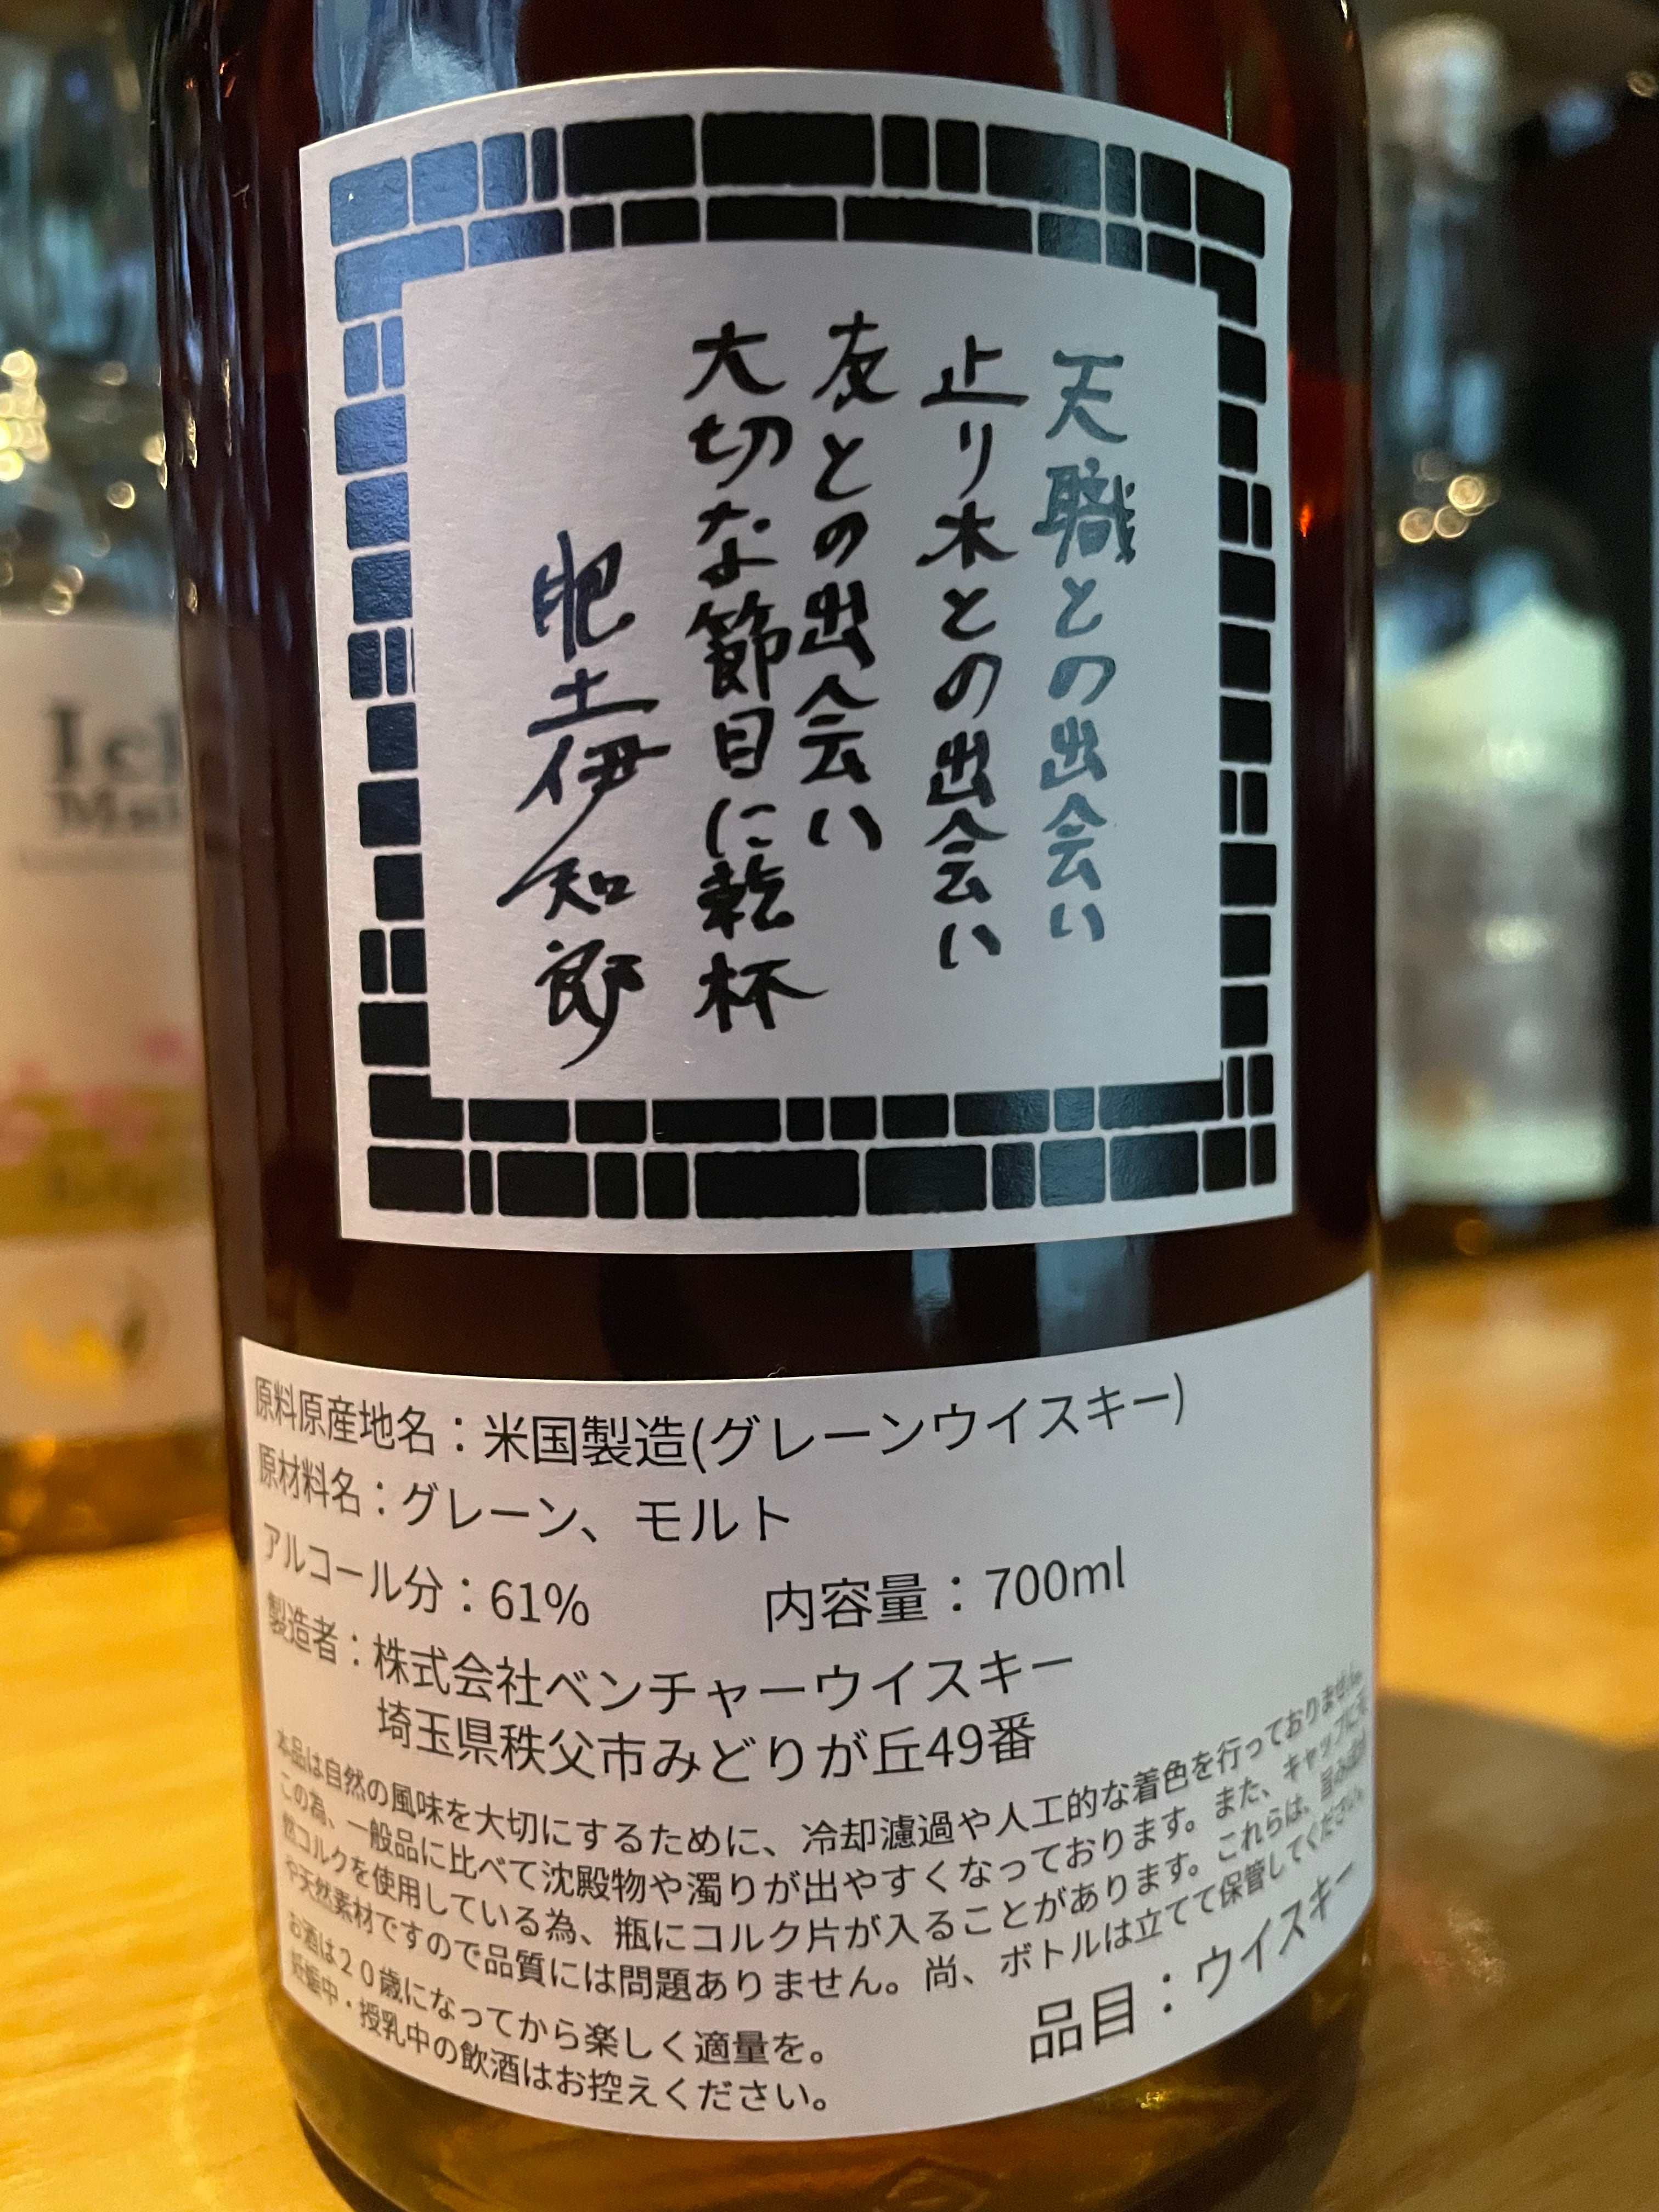 天職との出会い
止り木との出会い
友との出会い
大切な節目に乾杯
肥土伊知郎
原料原産地名：米国製造(グレーンウイスキー)
原材料名：グレーン、モルト
アルコール分：61%　内容量：700ml
製造者：株式会社ベンチャーウイスキー
埼玉県秩父市みどりが丘49番
本品は自然の風味を大切にするために、冷却濾過や人工的な着色を行っておりません。
この為、一般品に比べて沈殿物や濁りが出やすくなっております。また、キャップに天
然コルクを使用している為、瓶にコルク片が入ることがあります。これらは、旨み成分
や天然素材ですので品質には問題ありません。尚、ボトルは立てて保管してください。
お酒は２０歳になってから楽しく適量を。
妊娠中・授乳中の飲酒はお控えください。
品目：ウイスキー